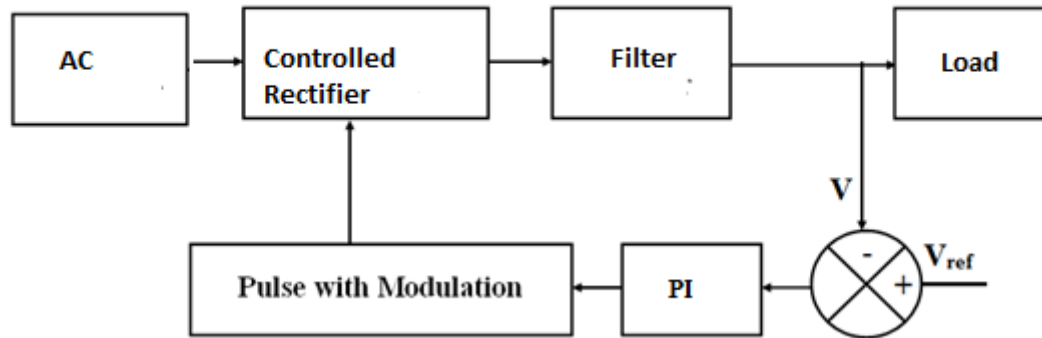 AC
Controlled
Rectifier
Filter
Load
V
-
+
Vref
PI
Pulse with Modulation